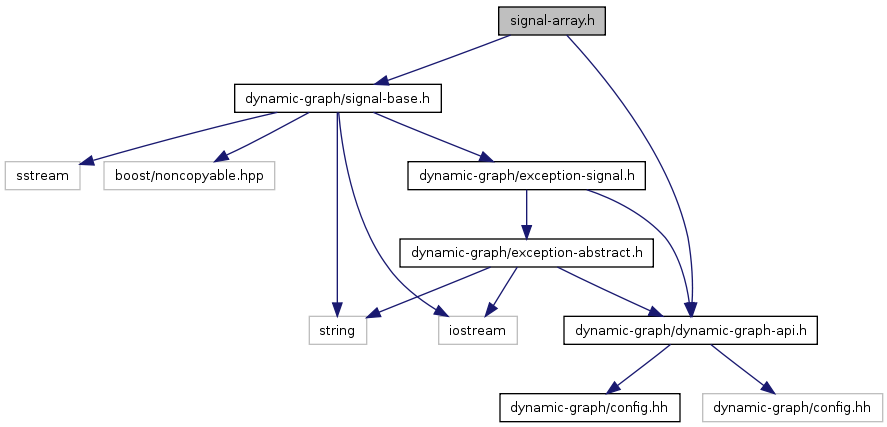 signal-array.h
dynamic-graph/signal-base.h
sstream
boost/noncopyable.hpp
dynamic-graph/exception-signal.h
dynamic-graph/exception-abstract.h
string
iostream
dynamic-graph/dynamic-graph-api.h
dynamic-graph/config.hh
dynamic-graph/config.hh